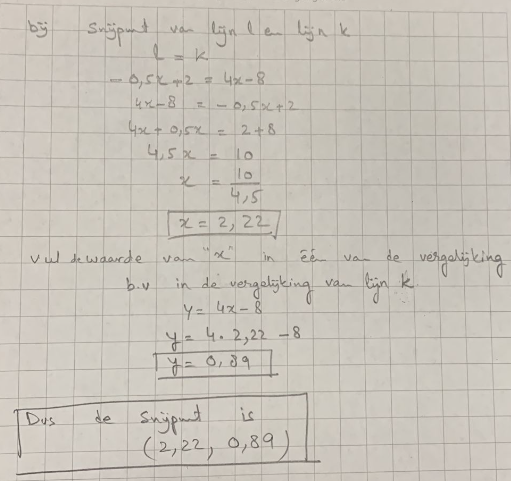 bij snijpunt van lijn l en lijn k
l = k
-0,5x+2 = 4x-8
4x-8 = -0,5x+2
4x+0,5x = 2+8
4,5x = 10
x = 10/4,5
x = 2,22
Vul de waarde van "x" in één van de vergelijking
b.v in de vergelijking van lijn k
y = 4x-8
y = 4·2,22 -8
y = 0,89
Dus de snijpunt is
(2,22, 0,89)